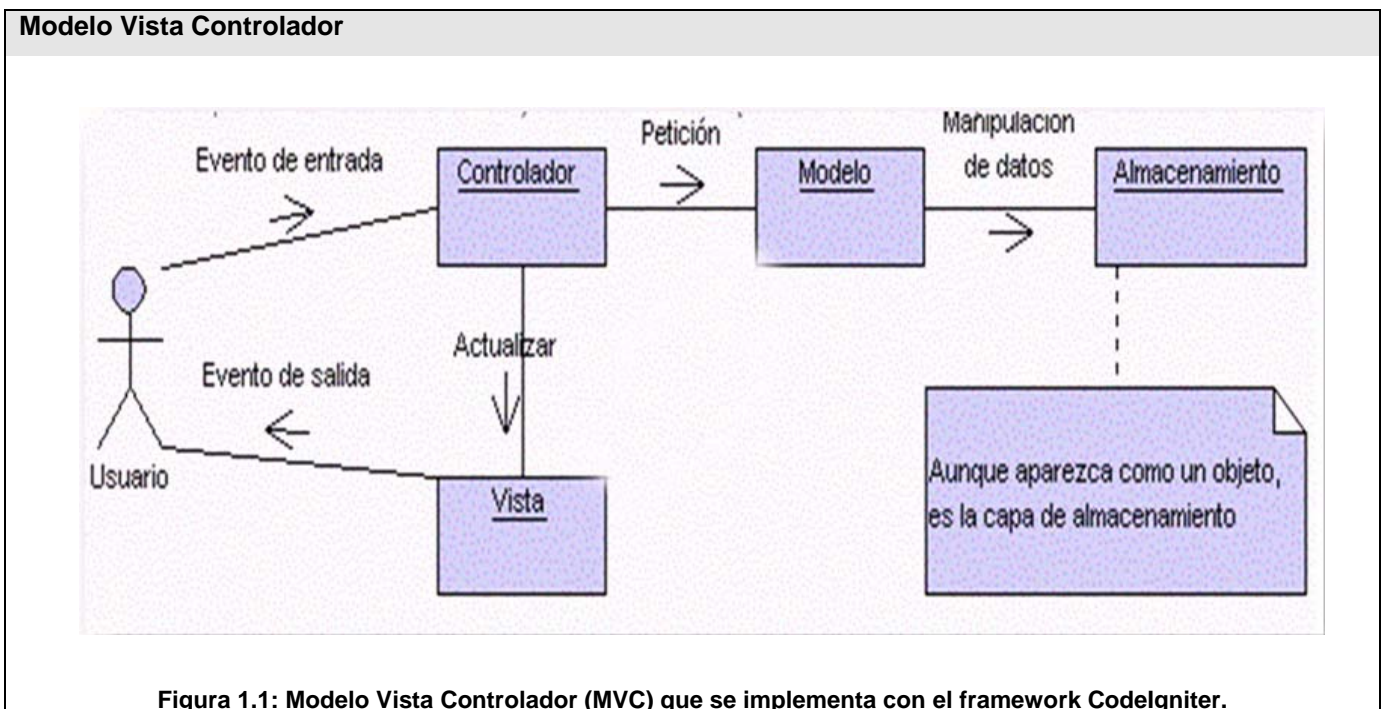 Modelo Vista Controlador
Evento de entrada
Controlador
Petición
Modelo
Manipulacion
de datos
Almacenamiento
Actualizar
Evento de salida
Usuario
Vista
Aunque aparezca como un objeto,
es la capa de almacenamiento
Figura 1.1: Modelo Vista Controlador (MVC) que se implementa con el framework CodeIgniter.